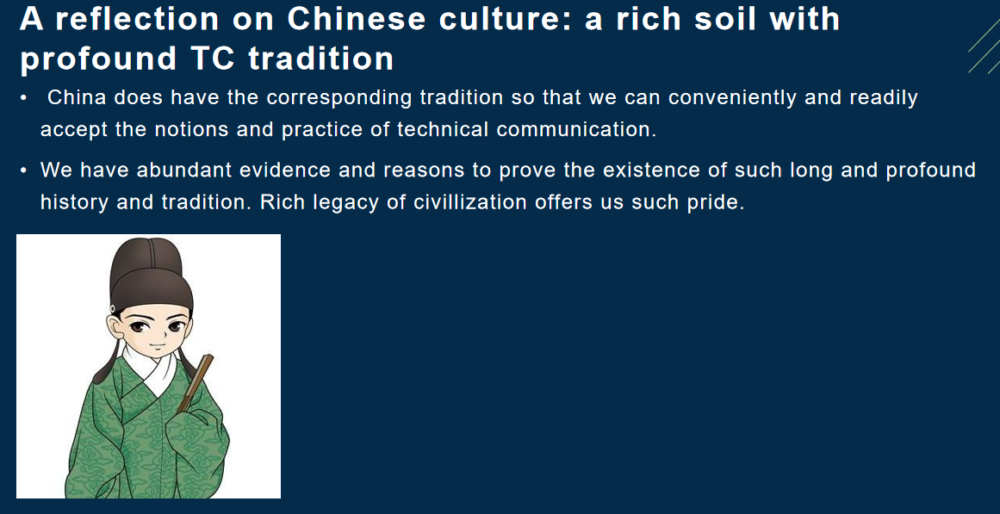 A reflection on Chinese culture: a rich soil with
profound TC tradition
• China does have the corresponding tradition so that we can conveniently and readily
accept the notions and practice of technical communication.
• We have abundant evidence and reasons to prove the existence of such long and profound
history and tradition. Rich legacy of civillization offers us such pride.